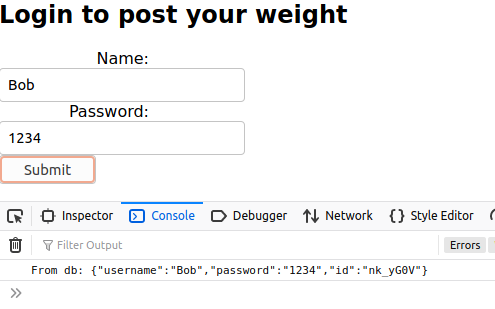 Login to post your weight
Name:
Bob
Password:
1234
Submit
Inspector Console Debugger Network Style Editor
Filter Output Errors
From db: {"username":"Bob","password":"1234","id":"nk_yG0V"}
»